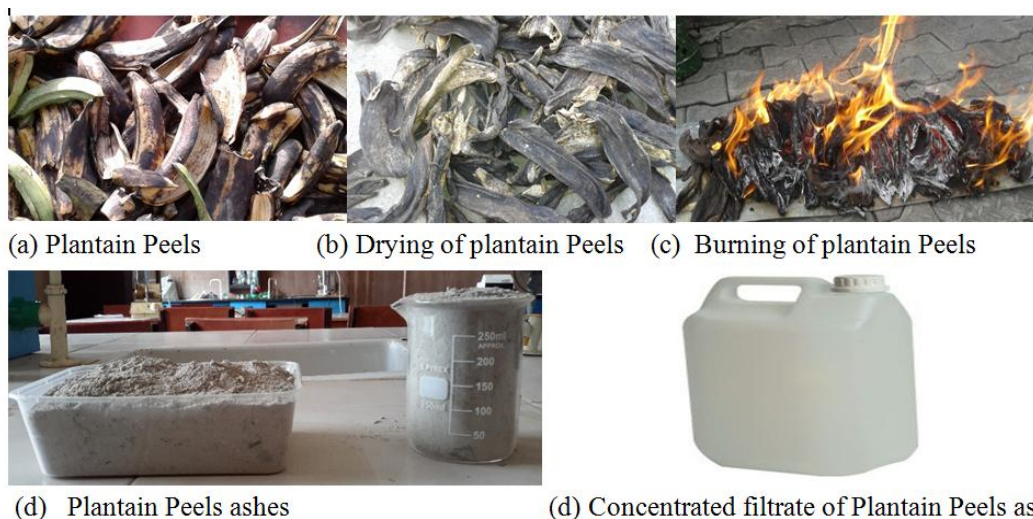 (a) Plantain Peels
(b) Drying of plantain Peels
(c) Burning of plantain Peels
250ml
APPROX
200
PYREX
150
100
50
(d) Plantain Peels ashes
(d) Concentrated filtrate of Plantain Peels as